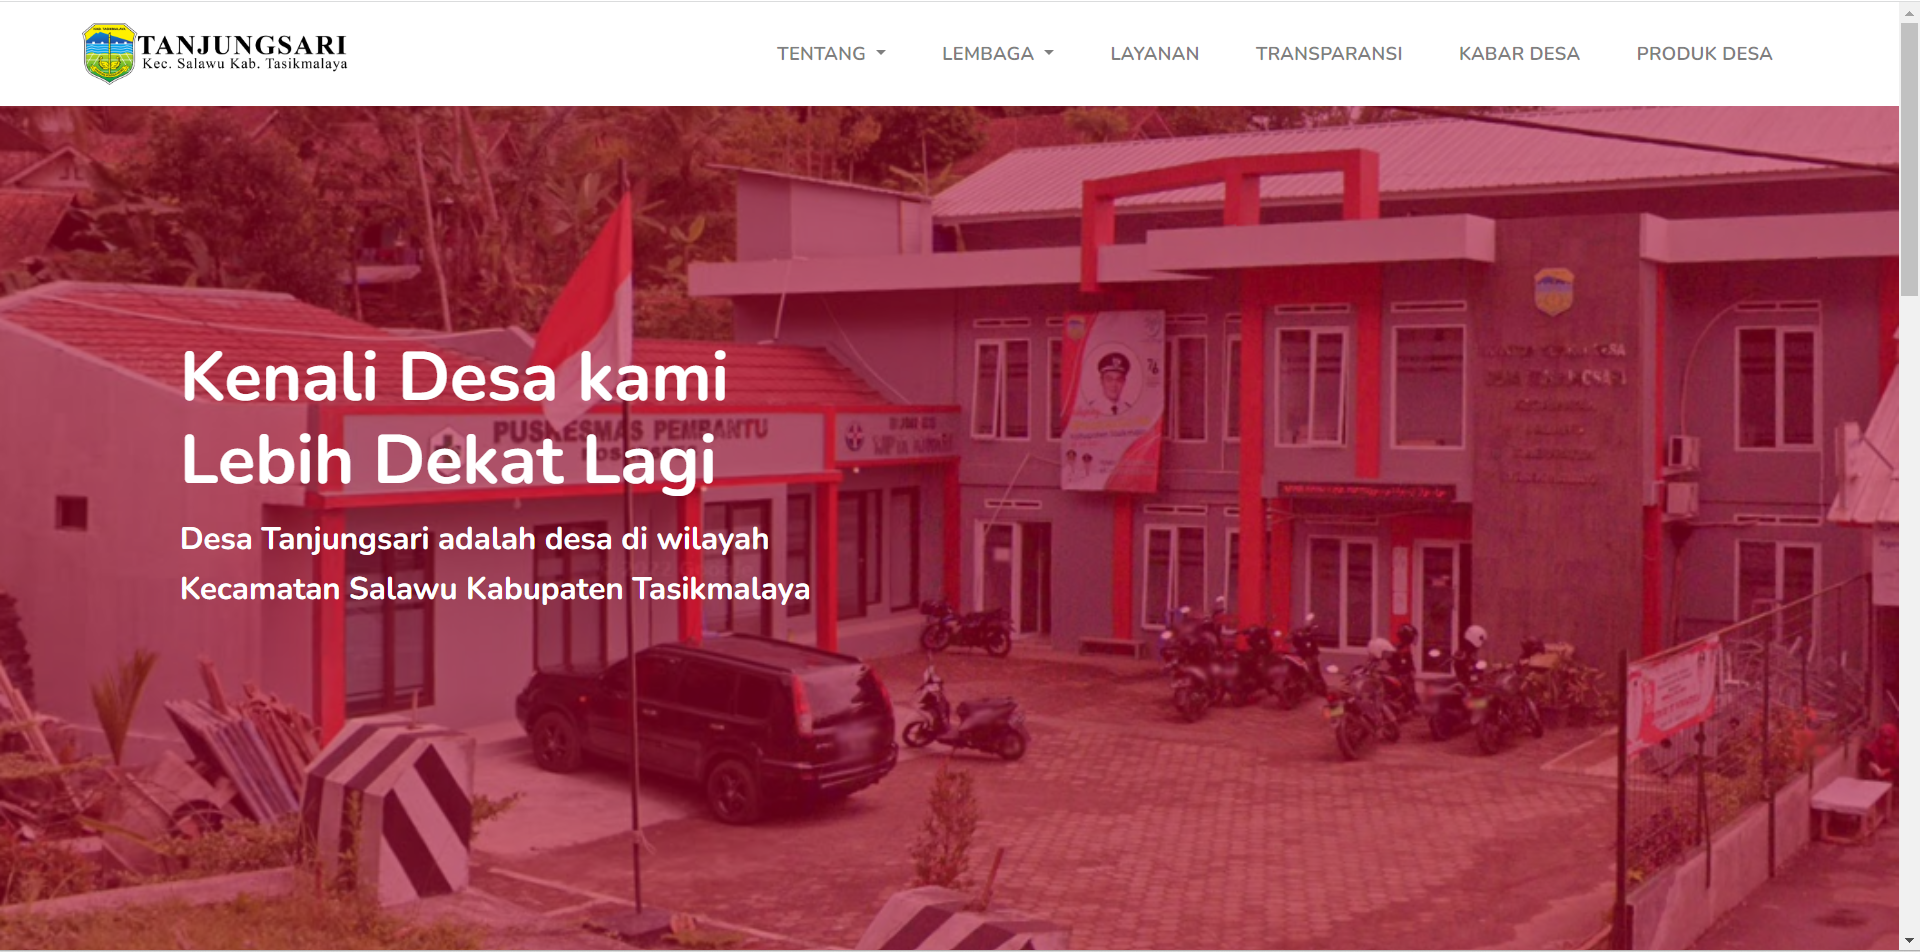 TANJUNGSARI
Kec. Salawu Kab. Tasikmalaya
TENTANG
LEMBAGA
LAYANAN
TRANSPARANSI
KABAR DESA
PRODUK DESA
Kenali Desa kami
Lebih Dekat Lagi
Desa Tanjungsari adalah desa di wilayah
Kecamatan Salawu Kabupaten Tasikmalaya
PUSKESMAS PEMBANTU
76